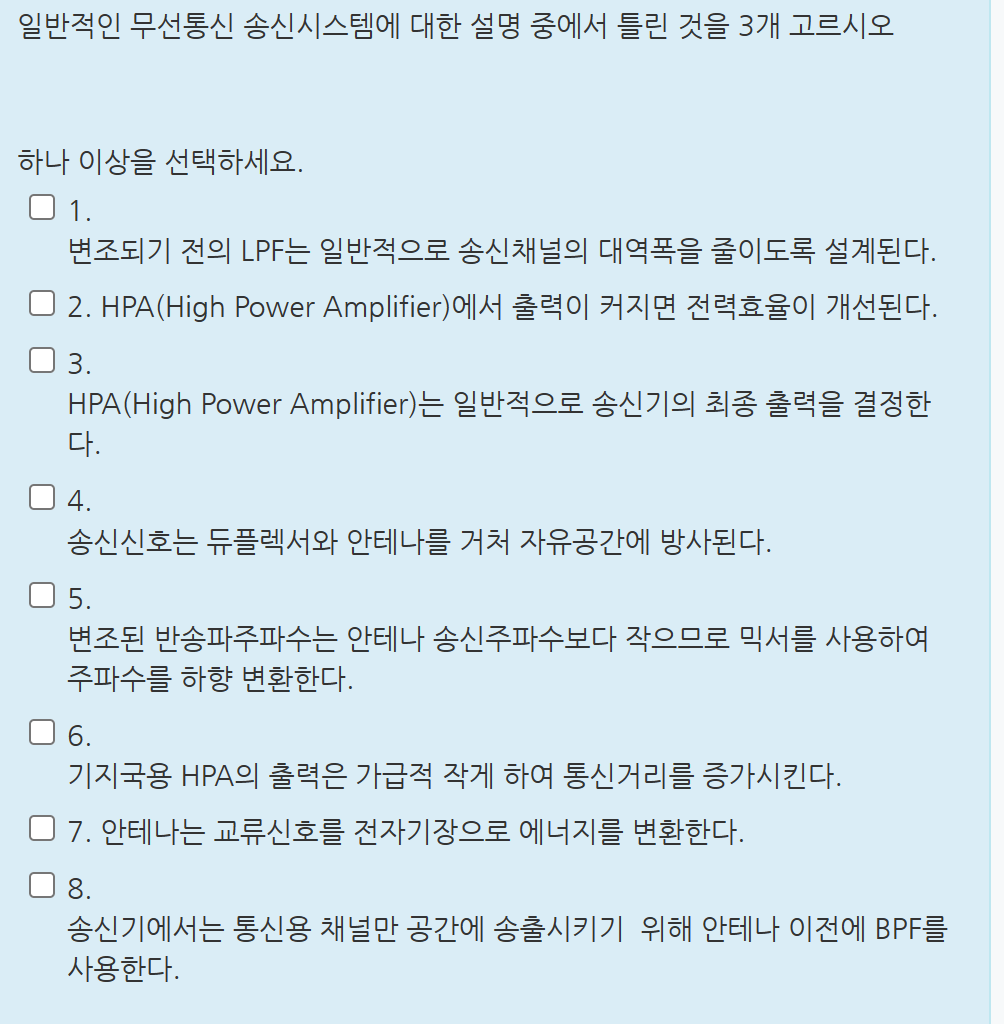 일반적인 무선통신 송신시스템에 대한 설명 중에서 틀린 것을 3개 고르시오
하나 이상을 선택하세요.
1.
변조되기 전의 LPF는 일반적으로 송신채널의 대역폭을 줄이도록 설계된다.
2. HPA(High Power Amplifier)에서 출력이 커지면 전력효율이 개선된다.
3.
HPA(High Power Amplifier)는 일반적으로 송신기의 최종 출력을 결정한
다.
4.
송신신호는 듀플렉서와 안테나를 거처 자유공간에 방사된다.
5.
변조된 반송파주파수는 안테나 송신주파수보다 작으므로 믹서를 사용하여
주파수를 하향 변환한다.
6.
기지국용 HPA의 출력은 가급적 작게 하여 통신거리를 증가시킨다.
7. 안테나는 교류신호를 전자기장으로 에너지를 변환한다.
8.
송신기에서는 통신용 채널만 공간에 송출시키기  위해 안테나 이전에 BPF를
사용한다.